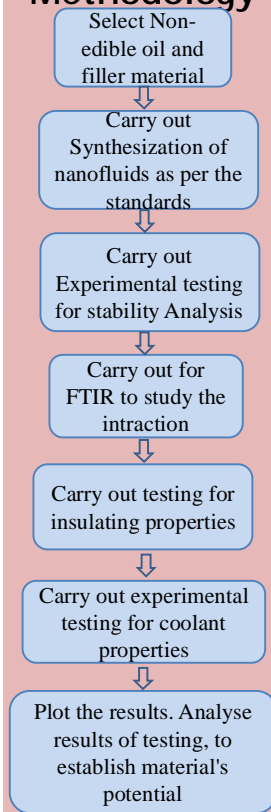 Methodology
Select Non-
edible oil and
filler material
Carry out
Synthesization of
nanofluids as per the
standards
Carry out
Experimental testing
for stability Analysis
Carry out for
FTIR to study the
intraction
Carry out testing for
insulating properties
Carry out experimental
testing for coolant
properties
Plot the results. Analyse
results of testing, to
establish material's
potential